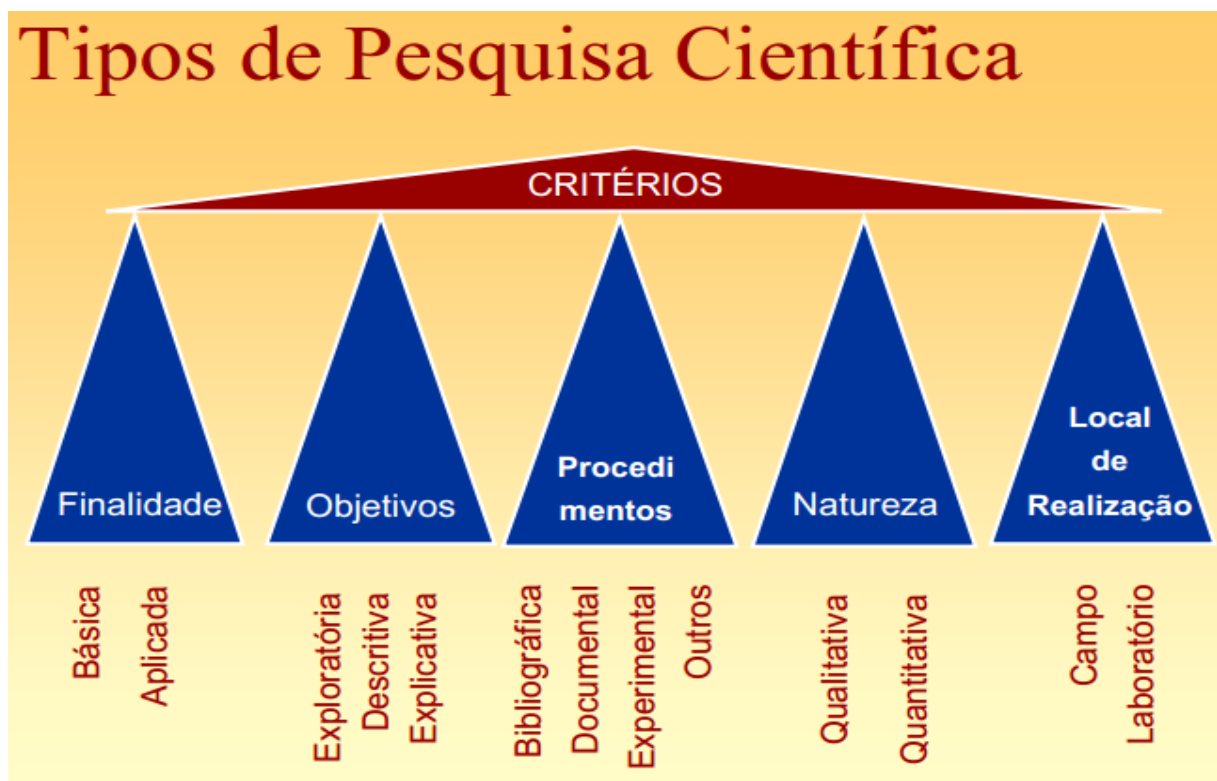 Tipos de Pesquisa Científica
CRITÉRIOS
Finalidade
Objetivos
Procedi
mentos
Natureza
Local
de
Realização
Básica
Aplicada
Exploratória
Descritiva
Explicativa
Bibliográfica
Documental
Experimental
Outros
Qualitativa
Quantitativa
Campo
Laboratório